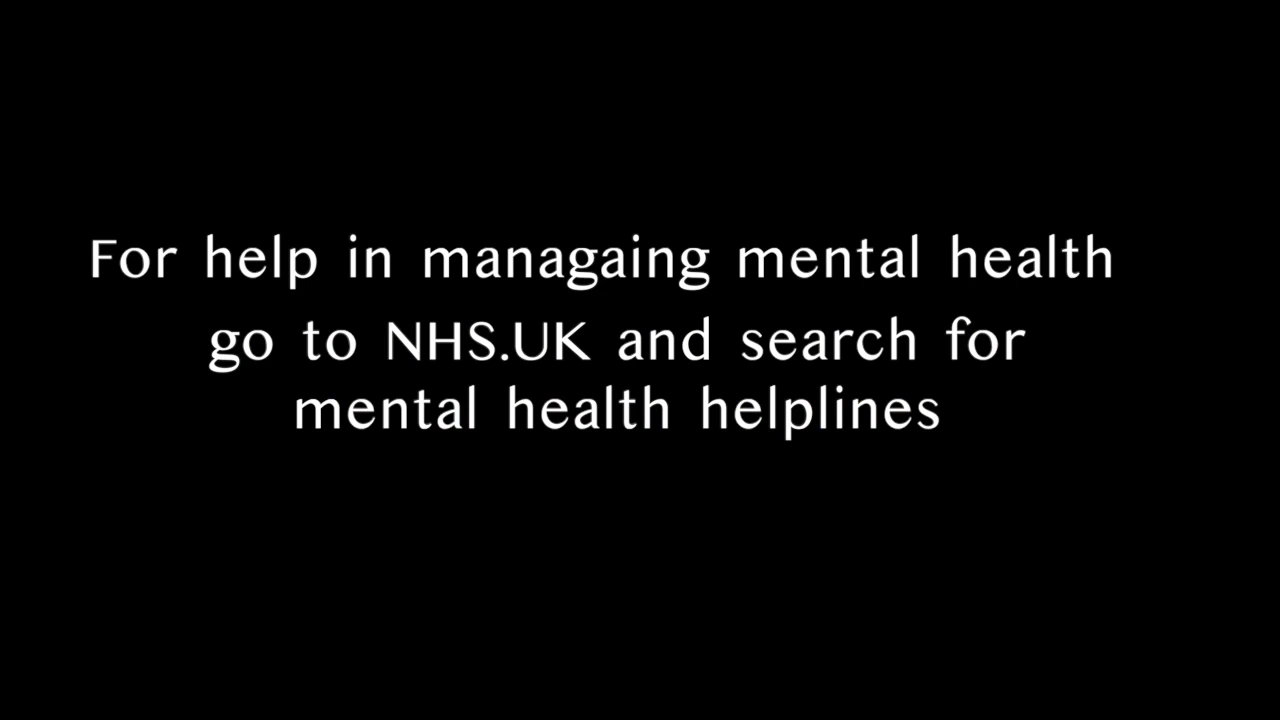 For help in managaing mental health
go to NHS.UK and search for
mental health helplines